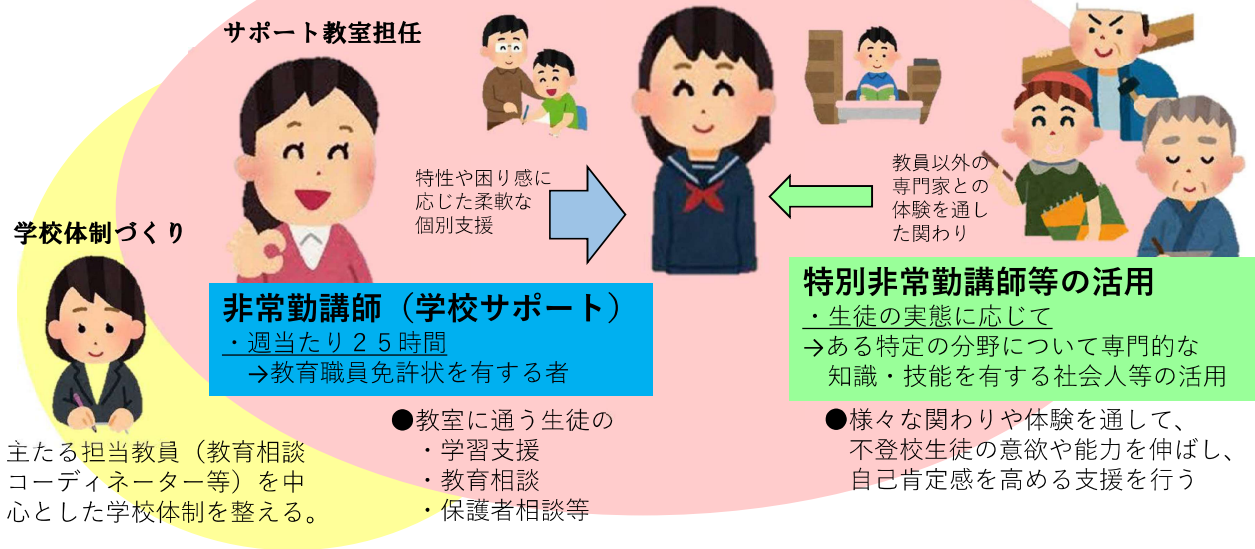 サポート教室担任
特性や困り感に
応じた柔軟な
個別支援
教員以外の
専門家との
体験を通し
た関わり
学校体制づくり
非常勤講師（学校サポート）
・週当たり２５時間
→教育職員免許状を有する者
特別非常勤講師等の活用
・生徒の実態に応じて
→ある特定の分野について専門的な
知識・技能を有する社会人等の活用
主たる担当教員（教育相談
コーディネーター等）を中
心とした学校体制を整える。
●教室に通う生徒の
・学習支援
・教育相談
・保護者相談等
●様々な関わりや体験を通して、
不登校生徒の意欲や能力を伸ばし、
自己肯定感を高める支援を行う